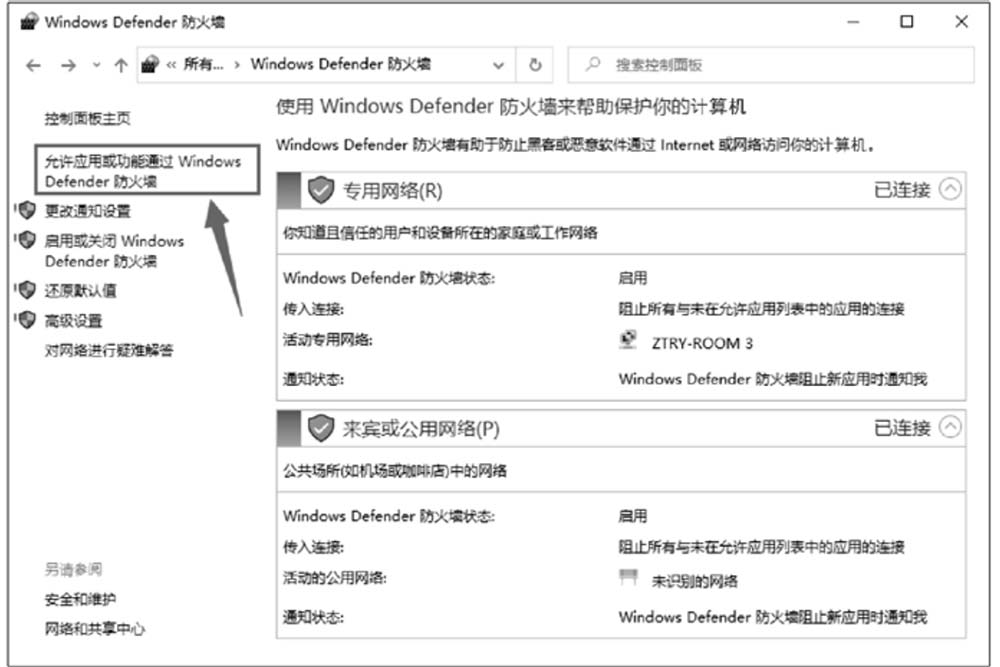 Windows Defender 防火墙
« 所有... › Windows Defender 防火墙
搜索控制面板
控制面板主页
允许应用或功能通过 Windows
Defender 防火墙
更改通知设置
启用或关闭 Windows
Defender 防火墙
还原默认值
高级设置
对网络进行疑难解答
另请参阅
安全和维护
网络和共享中心
使用 Windows Defender 防火墙来帮助保护你的计算机
Windows Defender 防火墙有助于防止黑客或恶意软件通过 Internet 或网络访问你的计算机。
专用网络(R) 已连接
你知道且信任的用户和设备所在的家庭或工作网络
Windows Defender 防火墙状态: 启用
传入连接: 阻止所有与未在允许应用列表中的应用的连接
活动专用网络: ZTRY-ROOM 3
通知状态: Windows Defender 防火墙阻止新应用时通知我
来宾或公用网络(P) 已连接
公共场所(如机场或咖啡店)中的网络
Windows Defender 防火墙状态: 启用
传入连接: 阻止所有与未在允许应用列表中的应用的连接
活动的公用网络: 未识别的网络
通知状态: Windows Defender 防火墙阻止新应用时通知我